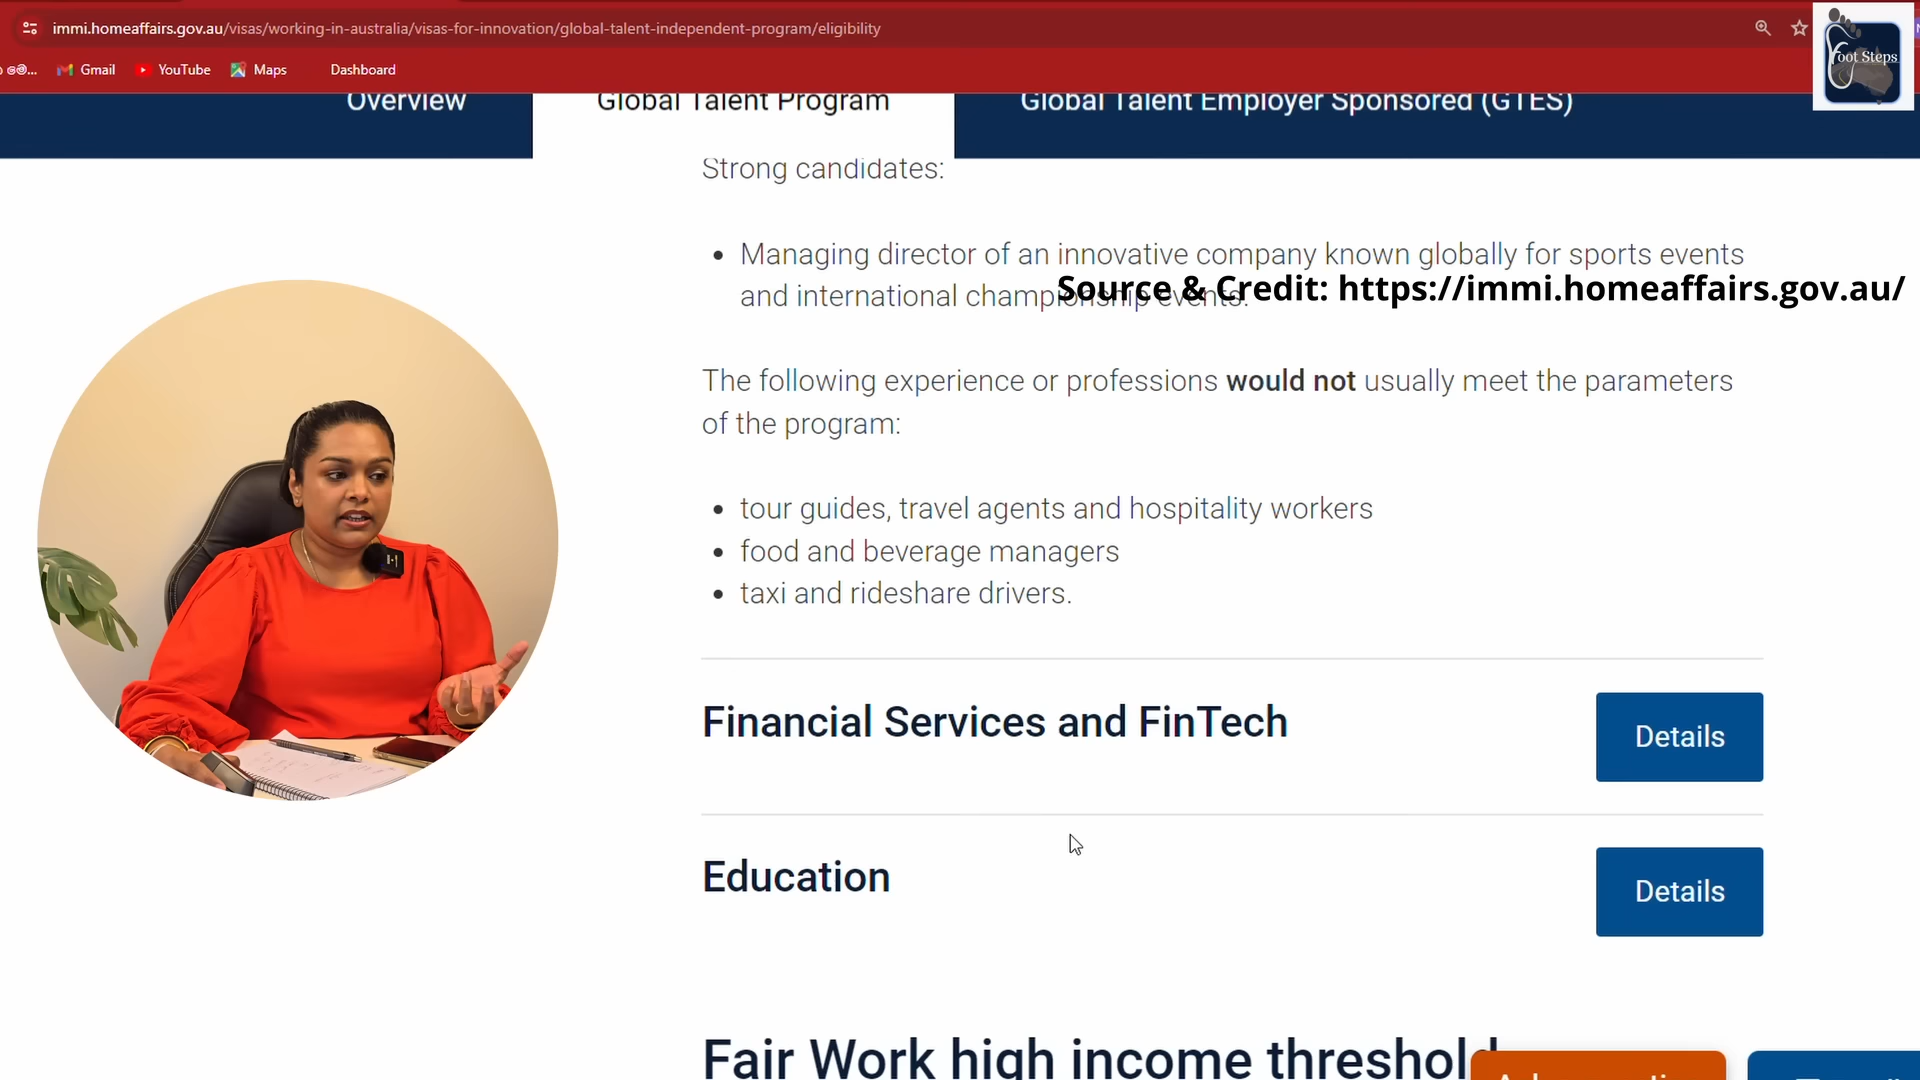 immi.homeaffairs.gov.au/visas/working-in-australia/visas-for-innovation/global-talent-independent-program/eligibility
Gmail YouTube Maps Dashboard
Foot Steps
Overview Global Talent Program Global Talent Employer Sponsored (GTES)
Strong candidates:
Managing director of an innovative company known globally for sports events
and international championship events.
Source & Credit: https://immi.homeaffairs.gov.au/
The following experience or professions would not usually meet the parameters
of the program:
tour guides, travel agents and hospitality workers
food and beverage managers
taxi and rideshare drivers.
Financial Services and FinTech
Details
Education
Details
Fair Work high income threshold